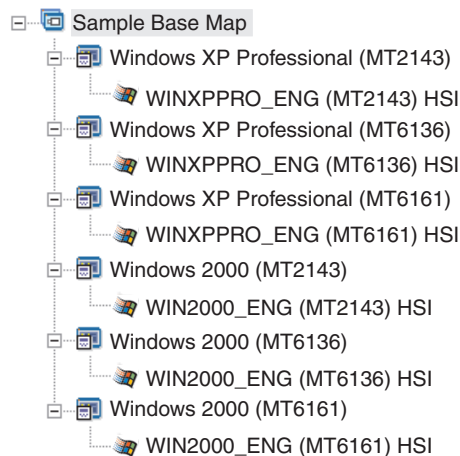 Sample Base Map
Windows XP Professional (MT2143)
WINXPPRO_ENG (MT2143) HSI
Windows XP Professional (MT6136)
WINXPPRO_ENG (MT6136) HSI
Windows XP Professional (MT6161)
WINXPPRO_ENG (MT6161) HSI
Windows 2000 (MT2143)
WIN2000_ENG (MT2143) HSI
Windows 2000 (MT6136)
WIN2000_ENG (MT6136) HSI
Windows 2000 (MT6161)
WIN2000_ENG (MT6161) HSI